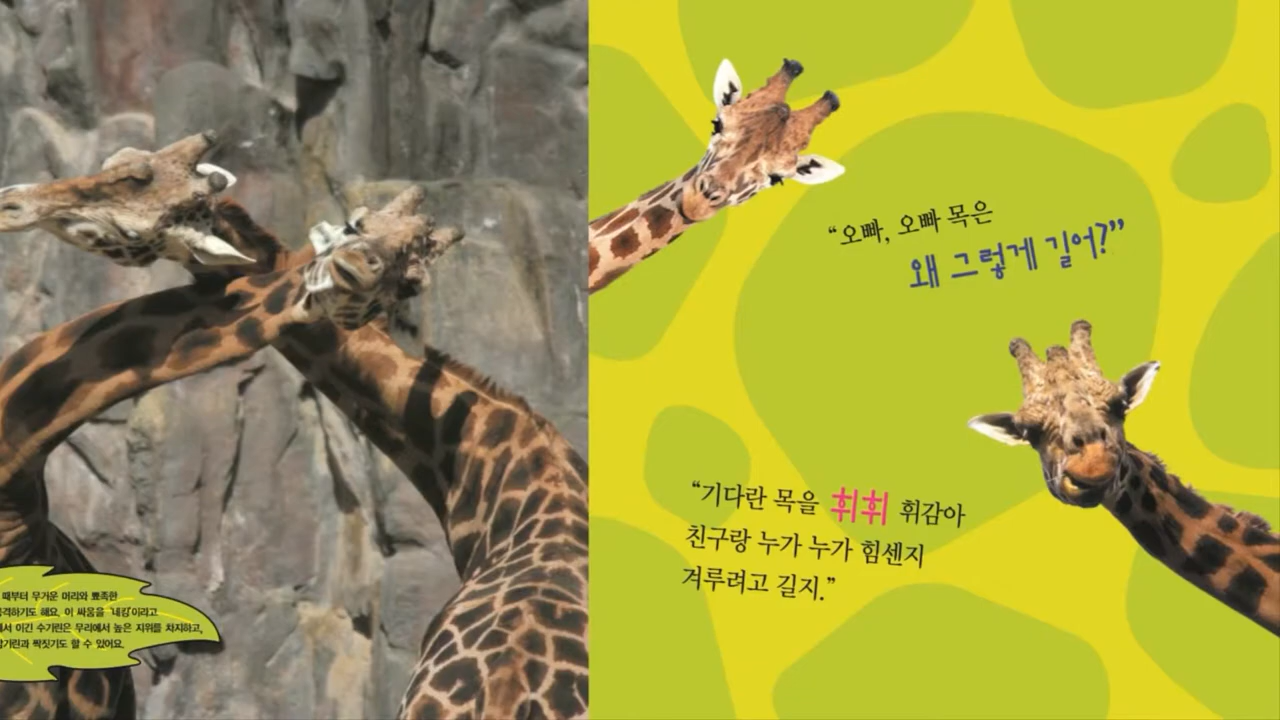 때부터 무거운 머리와 뾰족한
격하기도 해요. 이 싸움을 '네킹'이라고
에서 이긴 수기린은 무리에서 높은 지위를 차지하고,
암기린과 짝짓기도 할 수 있어요.
“오빠, 오빠 목은
왜 그렇게 길어?”
“기다란 목을 휘휘 휘감아
친구랑 누가 누가 힘센지
겨루려고 길지.”